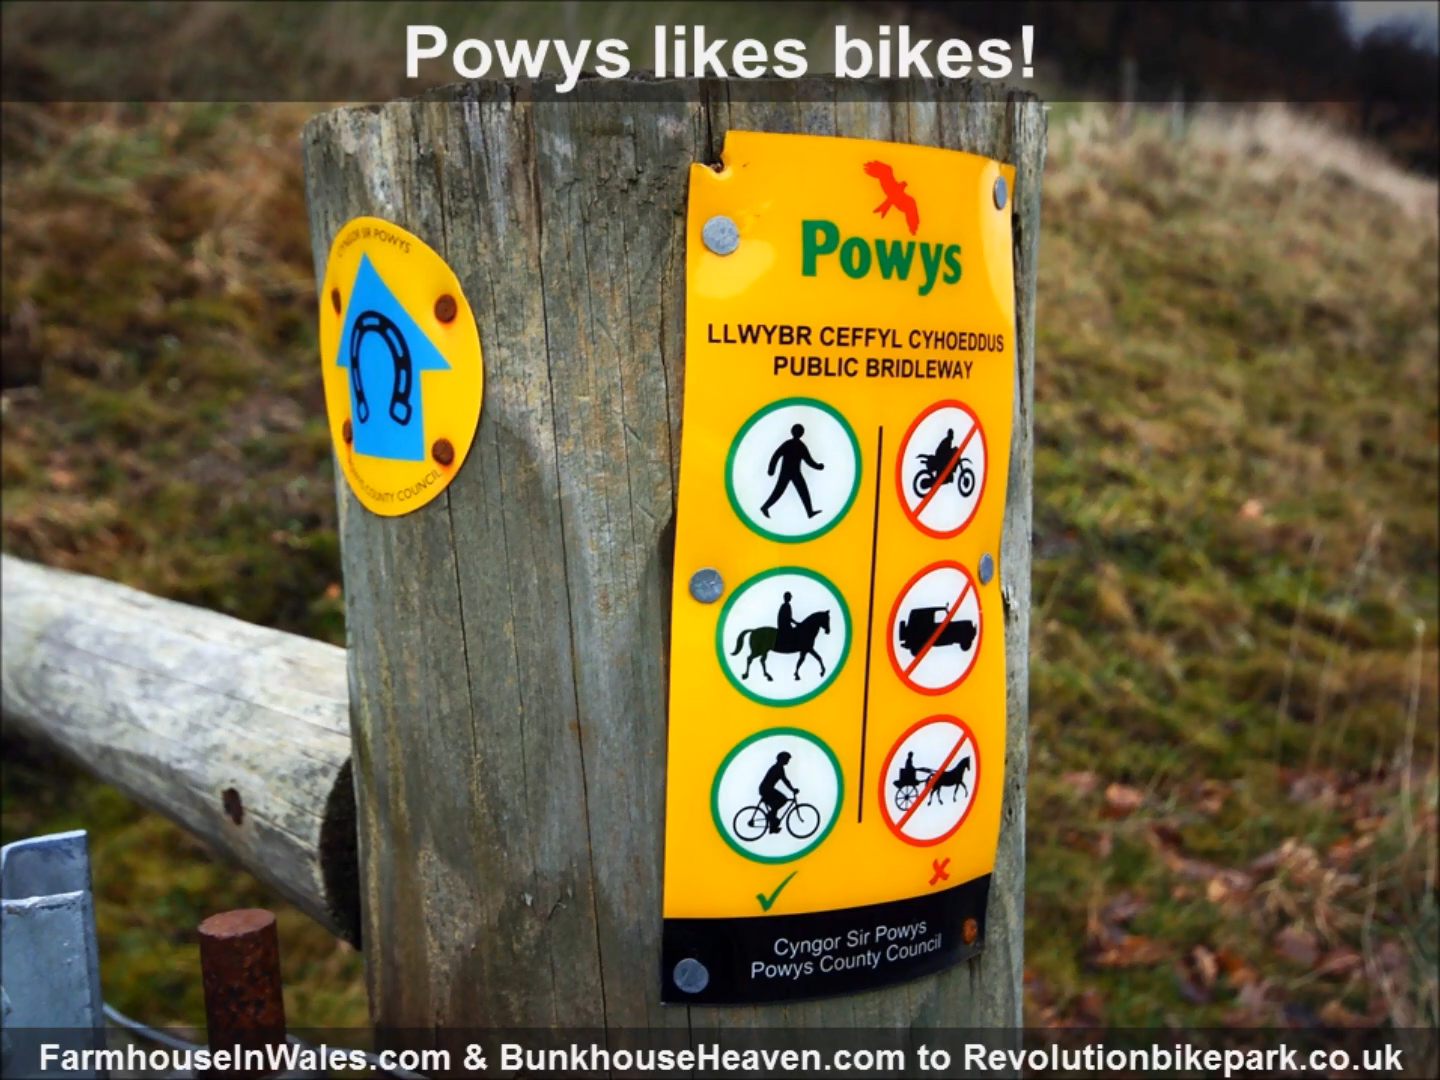 Powys likes bikes!
CYNGOR SIR POWYS
POWYS COUNTY COUNCIL
Powys
LLWYBR CEFFYL CYHOEDDUS
PUBLIC BRIDLEWAY
Cyngor Sir Powys
Powys County Council
FarmhouseInWales.com & BunkhouseHeaven.com to Revolutionbikepark.co.uk